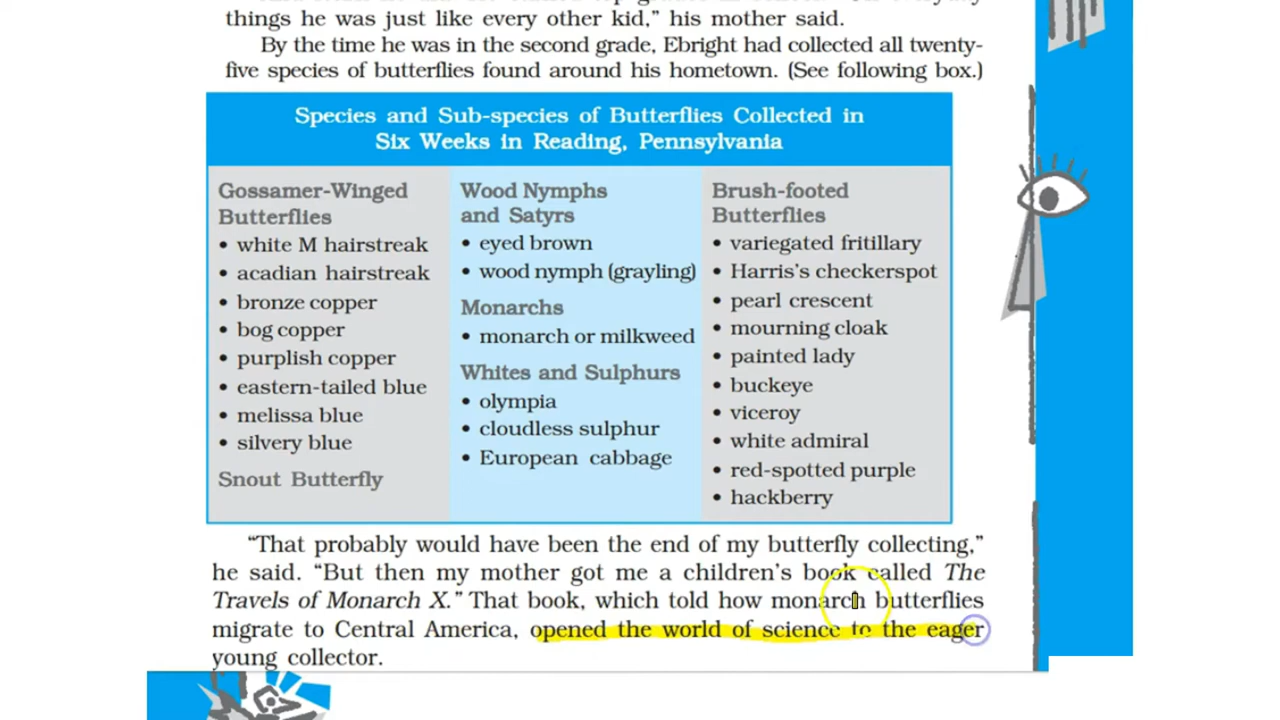 things he was just like every other kid,” his mother said.
By the time he was in the second grade, Ebright had collected all twenty-
five species of butterflies found around his hometown. (See following box.)
Species and Sub-species of Butterflies Collected in
Six Weeks in Reading, Pennsylvania
Gossamer-Winged
Butterflies
• white M hairstreak
• acadian hairstreak
• bronze copper
• bog copper
• purplish copper
• eastern-tailed blue
• melissa blue
• silvery blue
Snout Butterfly
Wood Nymphs
and Satyrs
• eyed brown
• wood nymph (grayling)
Monarchs
• monarch or milkweed
Whites and Sulphurs
• olympia
• cloudless sulphur
• European cabbage
Brush-footed
Butterflies
• variegated fritillary
• Harris’s checkerspot
• pearl crescent
• mourning cloak
• painted lady
• buckeye
• viceroy
• white admiral
• red-spotted purple
• hackberry
“That probably would have been the end of my butterfly collecting,”
he said. “But then my mother got me a children’s book called The
Travels of Monarch X.” That book, which told how monarch butterflies
migrate to Central America, opened the world of science to the eager
young collector.